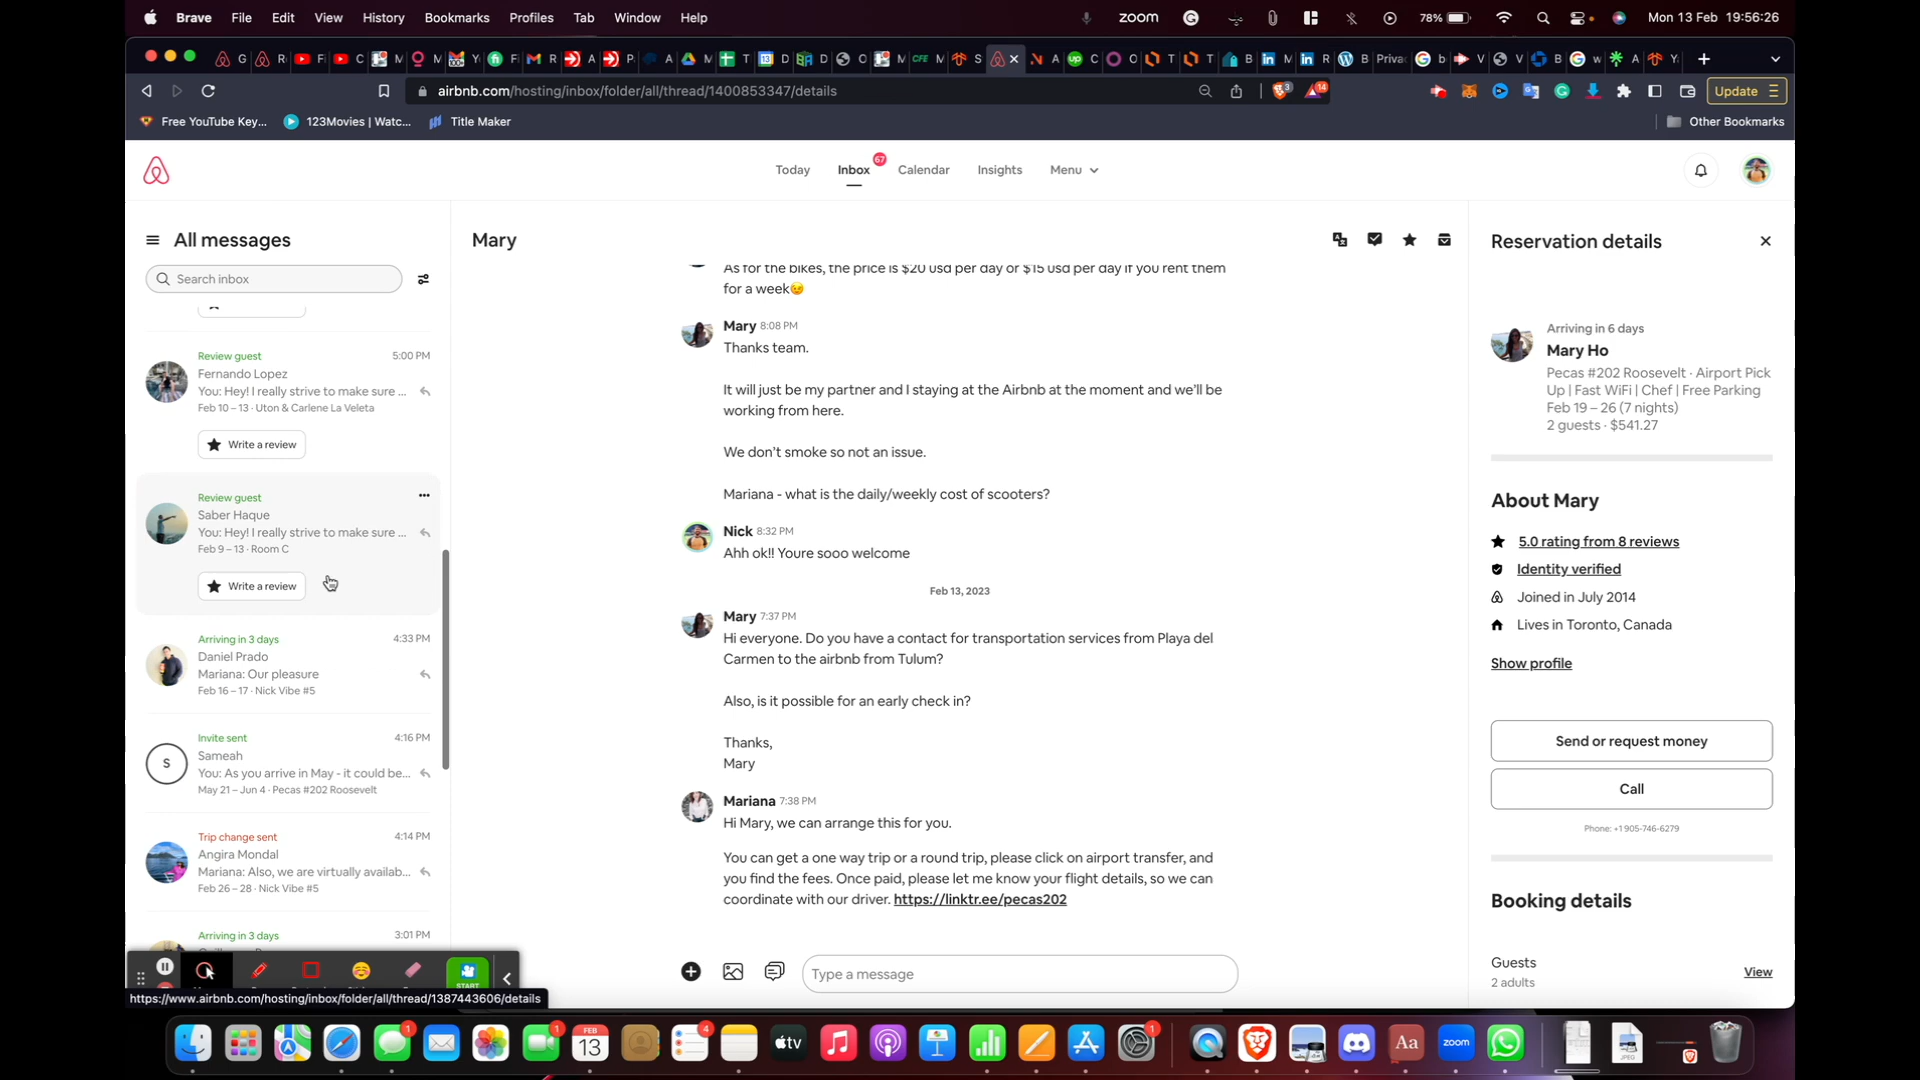 Brave File Edit View History Bookmarks Profiles Tab Window Help
zoom 78% Mon 13 Feb 19:56:26
airbnb.com/hosting/inbox/folder/all/thread/1400853347/details
Update
Free YouTube Key... 123Movies | Watc... Title Maker Other Bookmarks
Today Inbox 67 Calendar Insights Menu
All messages
Search inbox
Review guest 5:00 PM
Fernando Lopez
You: Hey! I really strive to make sure ...
Feb 10 – 13 · Uton & Carlene La Veleta
Write a review
Review guest
Saber Haque
You: Hey! I really strive to make sure ...
Feb 9 – 13 · Room C
Write a review
Arriving in 3 days 4:33 PM
Daniel Prado
Mariana: Our pleasure
Feb 16 – 17 · Nick Vibe #5
Invite sent 4:16 PM
S
Sameah
You: As you arrive in May - it could be...
May 21 – Jun 4 · Pecas #202 Roosevelt
Trip change sent 4:14 PM
Angira Mondal
Mariana: Also, we are virtually availab...
Feb 26 – 28 · Nick Vibe #5
Arriving in 3 days 3:01 PM
START
https://www.airbnb.com/hosting/inbox/folder/all/thread/1387443606/details
Mary
As for the bikes, the price is $20 usd per day or $15 usd per day if you rent them
for a week😉
Mary 8:08 PM
Thanks team.
It will just be my partner and I staying at the Airbnb at the moment and we'll be
working from here.
We don't smoke so not an issue.
Mariana - what is the daily/weekly cost of scooters?
Nick 8:32 PM
Ahh ok!! Youre sooo welcome
Feb 13, 2023
Mary 7:37 PM
Hi everyone. Do you have a contact for transportation services from Playa del
Carmen to the airbnb from Tulum?
Also, is it possible for an early check in?
Thanks,
Mary
Mariana 7:38 PM
Hi Mary, we can arrange this for you.
You can get a one way trip or a round trip, please click on airport transfer, and
you find the fees. Once paid, please let me know your flight details, so we can
coordinate with our driver. https://linktr.ee/pecas202
Type a message
Reservation details
Arriving in 6 days
Mary Ho
Pecas #202 Roosevelt · Airport Pick
Up | Fast WiFi | Chef | Free Parking
Feb 19 – 26 (7 nights)
2 guests · $541.27
About Mary
5.0 rating from 8 reviews
Identity verified
Joined in July 2014
Lives in Toronto, Canada
Show profile
Send or request money
Call
Phone: +1 905-746-6279
Booking details
Guests
2 adults
View
1 1 FEB 13 4 tv 1 Aa zoom JPEG